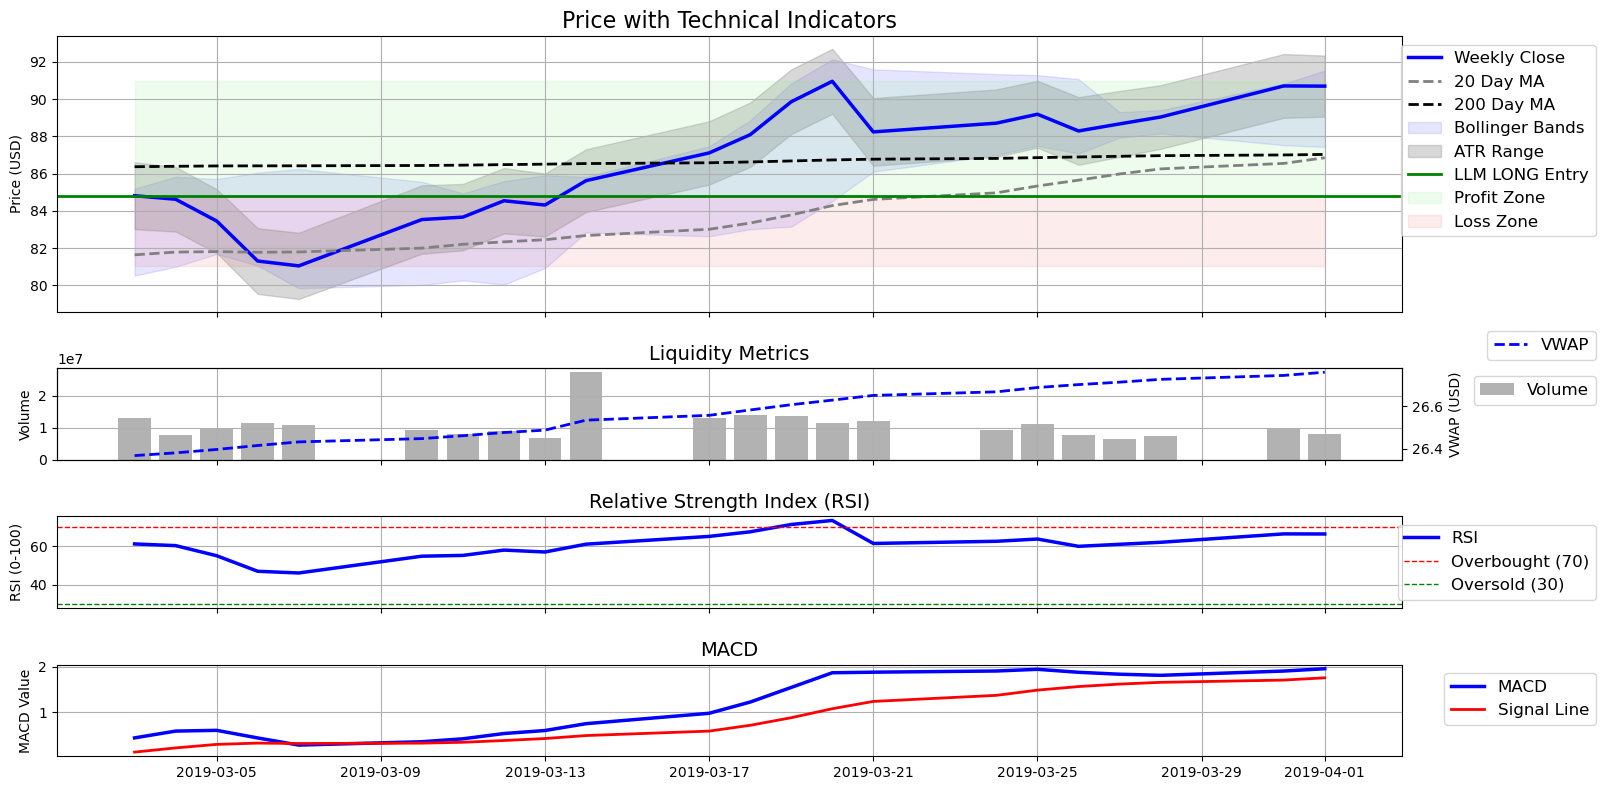 Price with Technical Indicators
Price (USD)
92
90
88
86
84
82
80
Weekly Close
20 Day MA
200 Day MA
Bollinger Bands
ATR Range
LLM LONG Entry
Profit Zone
Loss Zone
Liquidity Metrics
1e7
Volume
2
1
0
26.6
26.4
VWAP (USD)
VWAP
Volume
Relative Strength Index (RSI)
RSI (0-100)
60
40
RSI
Overbought (70)
Oversold (30)
MACD
MACD Value
2
1
MACD
Signal Line
2019-03-05
2019-03-09
2019-03-13
2019-03-17
2019-03-21
2019-03-25
2019-03-29
2019-04-01